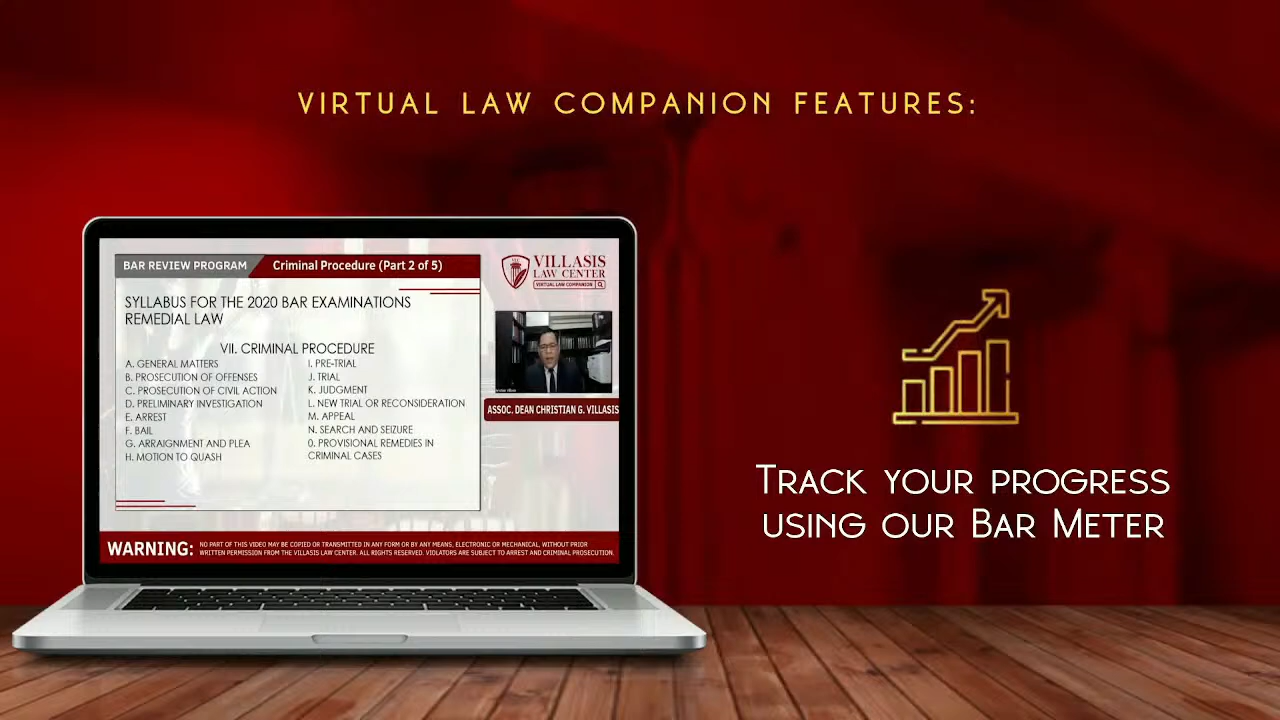 VIRTUAL LAW COMPANION FEATURES:
BAR REVIEW PROGRAM
Criminal Procedure (Part 2 of 5)
SYLLABUS FOR THE 2020 BAR EXAMINATIONS
REMEDIAL LAW
VII. CRIMINAL PROCEDURE
A. GENERAL MATTERS
B. PROSECUTION OF OFFENSES
C. PROSECUTION OF CIVIL ACTION
D. PRELIMINARY INVESTIGATION
E. ARREST
F. BAIL
G. ARRAIGNMENT AND PLEA
H. MOTION TO QUASH
I. PRE-TRIAL
J. TRIAL
K. JUDGMENT
L. NEW TRIAL OR RECONSIDERATION
M. APPEAL
N. SEARCH AND SEIZURE
O. PROVISIONAL REMEDIES IN
CRIMINAL CASES
VILLASIS
LAW CENTER
VIRTUAL LAW COMPANION
ASSOC. DEAN CHRISTIAN G. VILLASIS
WARNING:
NO PART OF THIS VIDEO MAY BE COPIED OR TRANSMITTED IN ANY FORM OR BY ANY MEANS, ELECTRONIC OR MECHANICAL, WITHOUT PRIOR
WRITTEN PERMISSION FROM THE VILLASIS LAW CENTER. ALL RIGHTS RESERVED. VIOLATORS ARE SUBJECT TO ARREST AND CRIMINAL PROSECUTION.
TRACK YOUR PROGRESS
USING OUR BAR METER